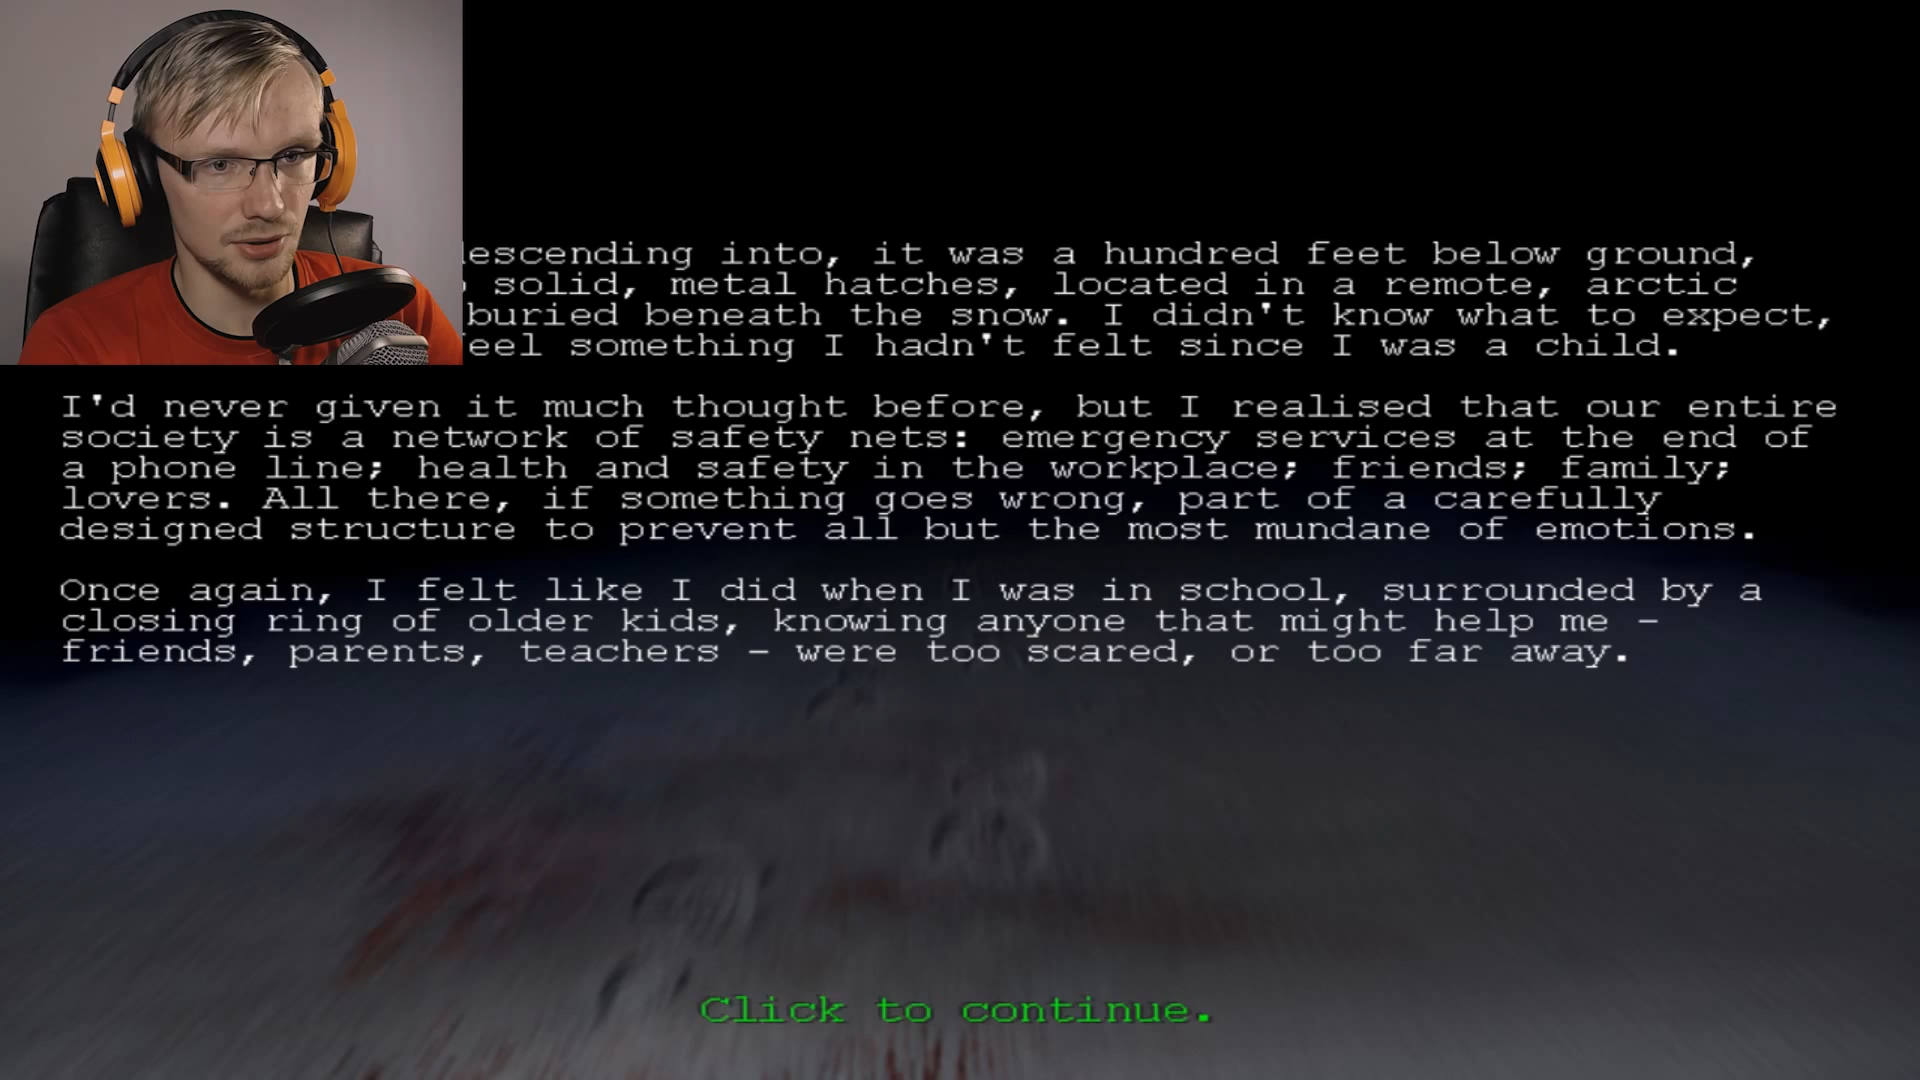 descending into, it was a hundred feet below ground,
solid, metal hatches, located in a remote, arctic
buried beneath the snow. I didn't know what to expect,
feel something I hadn't felt since I was a child.
I'd never given it much thought before, but I realised that our entire
society is a network of safety nets: emergency services at the end of
a phone line; health and safety in the workplace; friends; family;
lovers. All there, if something goes wrong, part of a carefully
designed structure to prevent all but the most mundane of emotions.
Once again, I felt like I did when I was in school, surrounded by a
closing ring of older kids, knowing anyone that might help me -
friends, parents, teachers - were too scared, or too far away.
Click to continue.